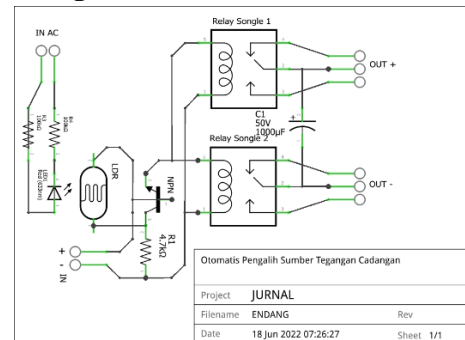 Relay Songle 1
IN AC
OUT +
C1
50V
1000µF
Relay Songle 2
LDR
NPN
OUT -
R1
4.7kΩ
+
-
IN
Otomatis Pengalih Sumber Tegangan Cadangan
Project JURNAL
Filename ENDANG Rev
Date 18 Jun 2022 07:26:27 Sheet 1/1